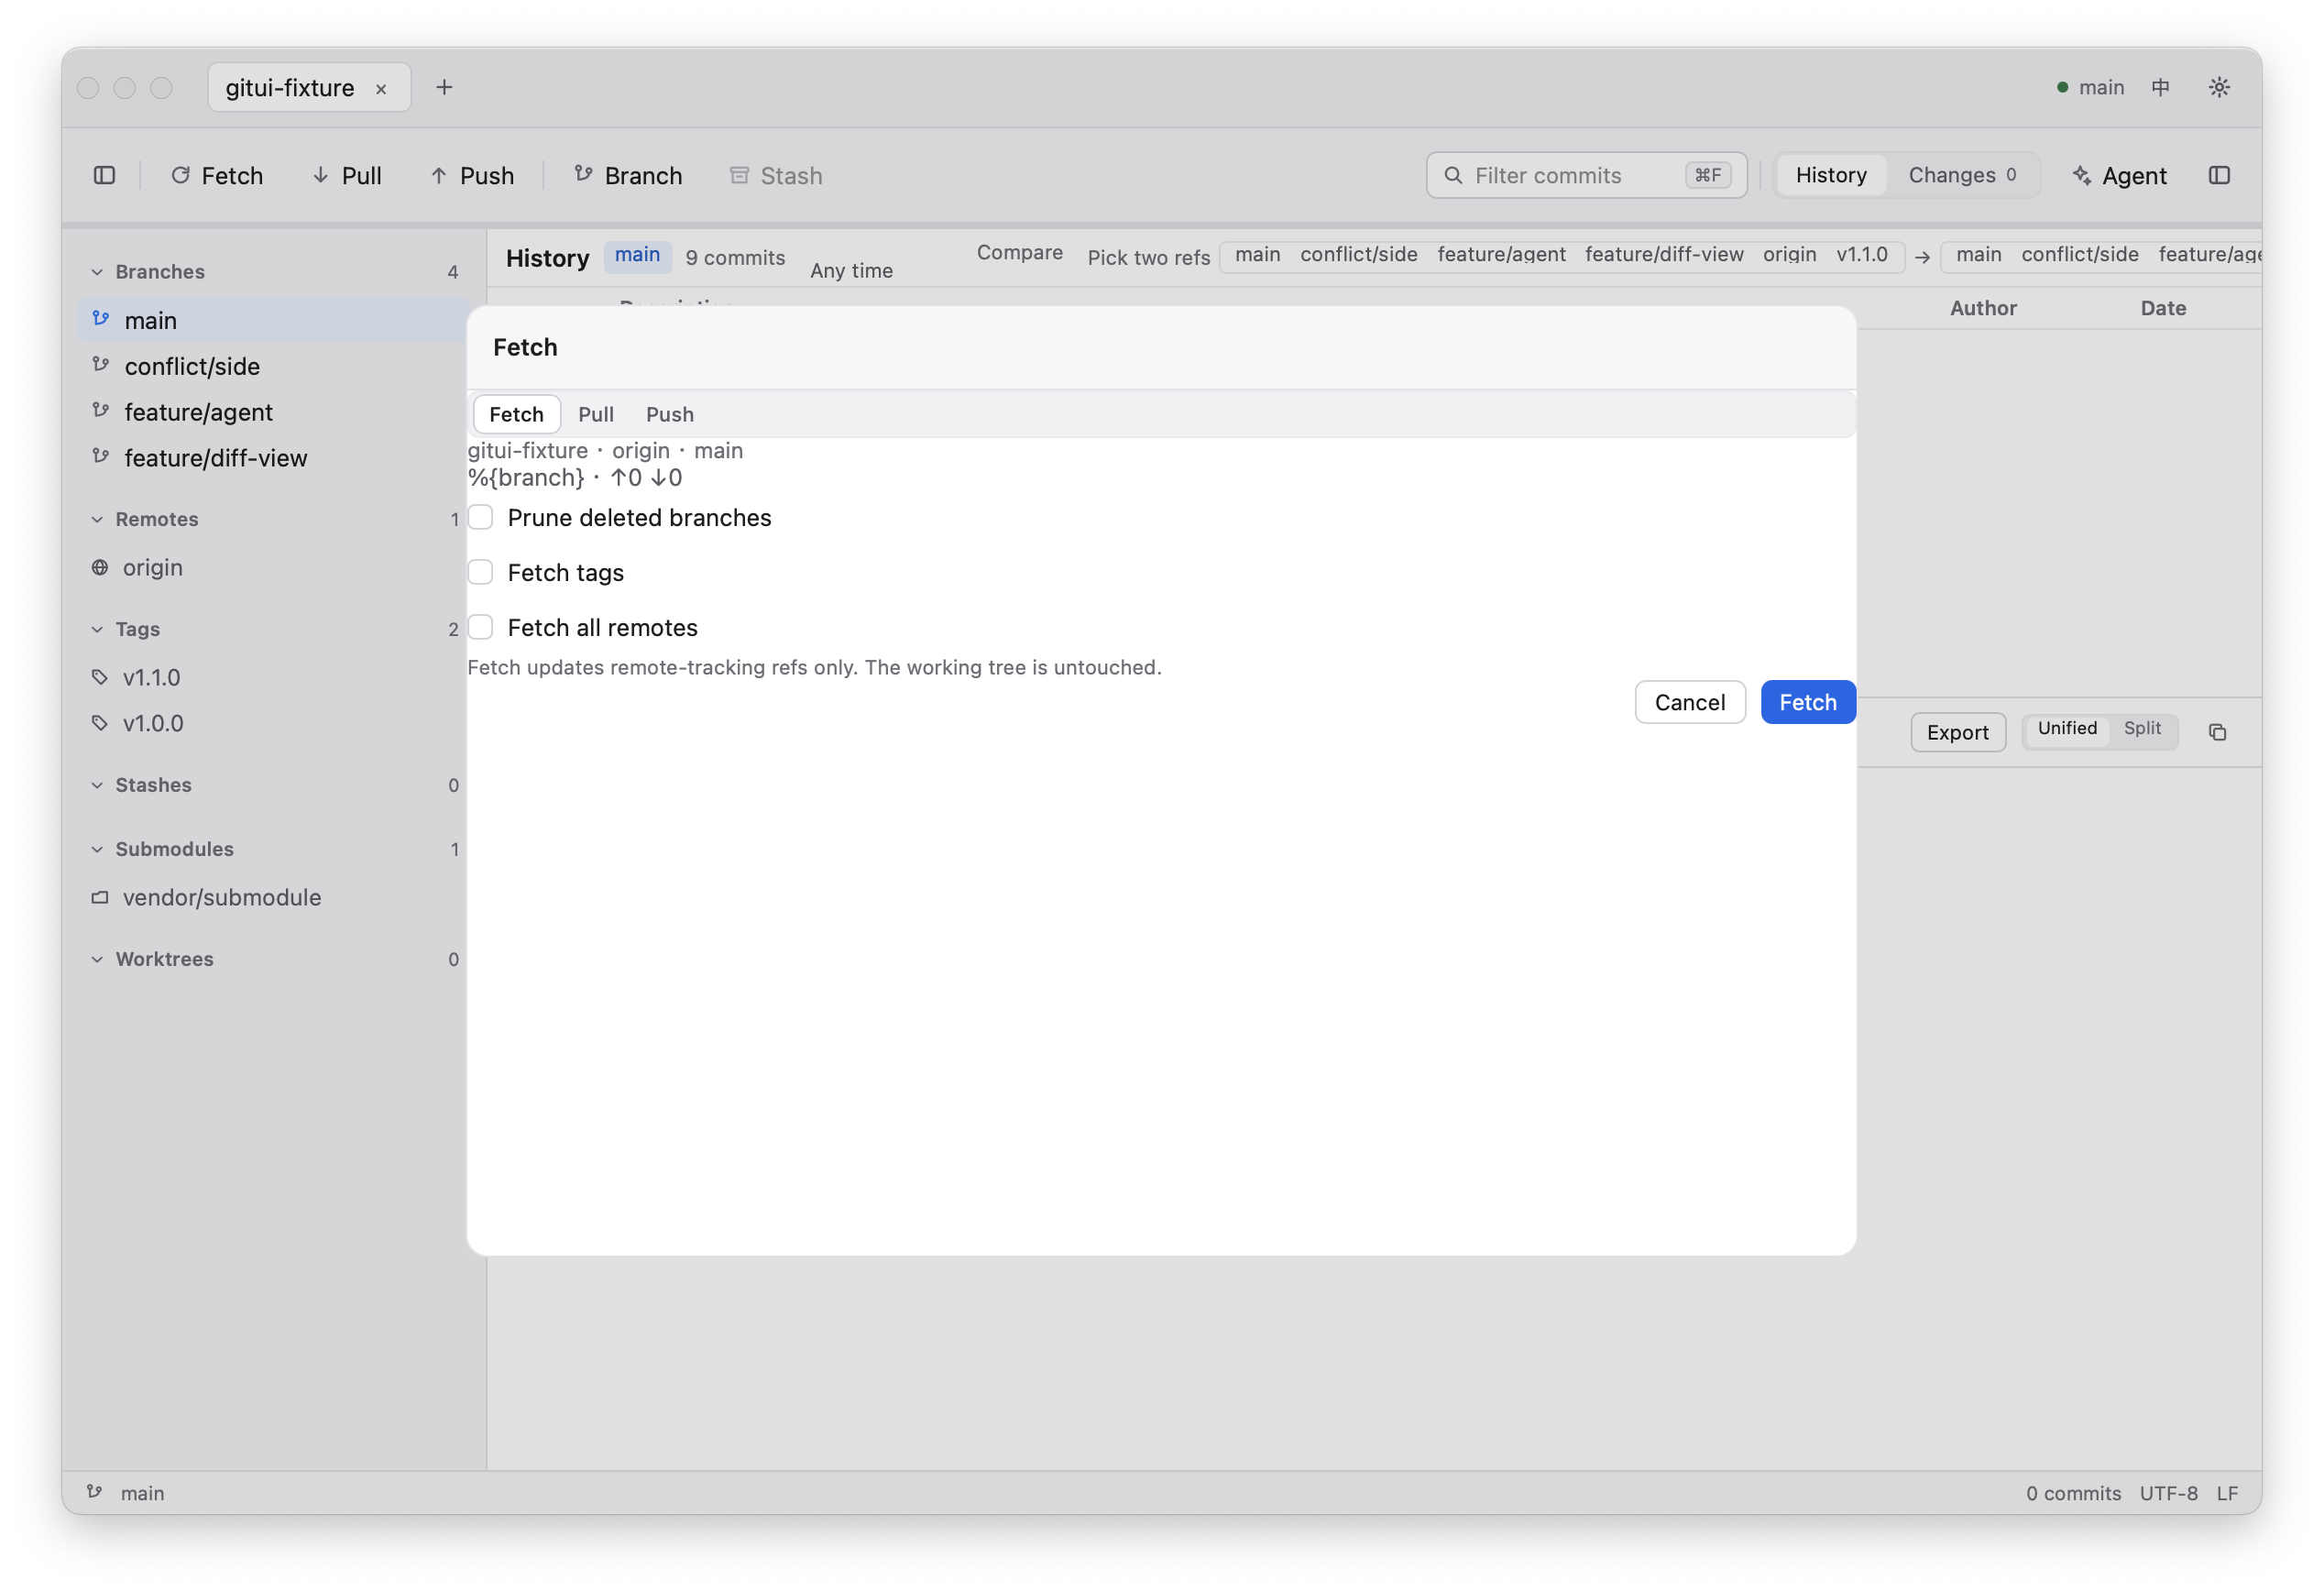 gitui-fixture × +
main 中
Fetch Pull Push Branch Stash
Filter commits ⌘F
History Changes 0 Agent
Branches 4
main
conflict/side
feature/agent
feature/diff-view
Remotes 1
origin
Tags 2
v1.1.0
v1.0.0
Stashes 0
Submodules 1
vendor/submodule
Worktrees 0
History main 9 commits Any time Compare Pick two refs main conflict/side feature/agent feature/diff-view origin v1.1.0 → main conflict/side
Author Date
Fetch
Fetch Pull Push
gitui-fixture · origin · main
%{branch} · ↑0 ↓0
Prune deleted branches
Fetch tags
Fetch all remotes
Fetch updates remote-tracking refs only. The working tree is untouched.
Cancel Fetch
Export Unified Split
main
0 commits UTF-8 LF